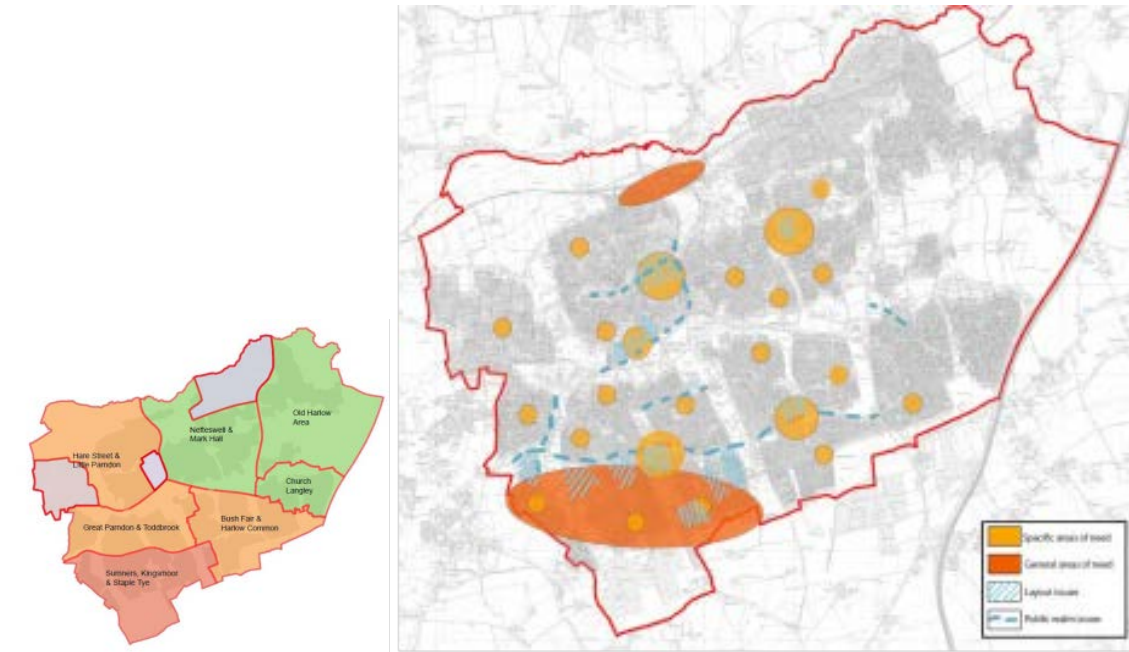 Old Harlow
Area
Netteswell &
Mark Hall
Hare Street &
Little Parndon
Church
Langley
Great Parndon & Toddbrook
Bush Fair &
Harlow Common
Sumners, Kingsmoor
& Staple Tye
Specific areas of need
General areas of need
Layout issues
Public realm issues